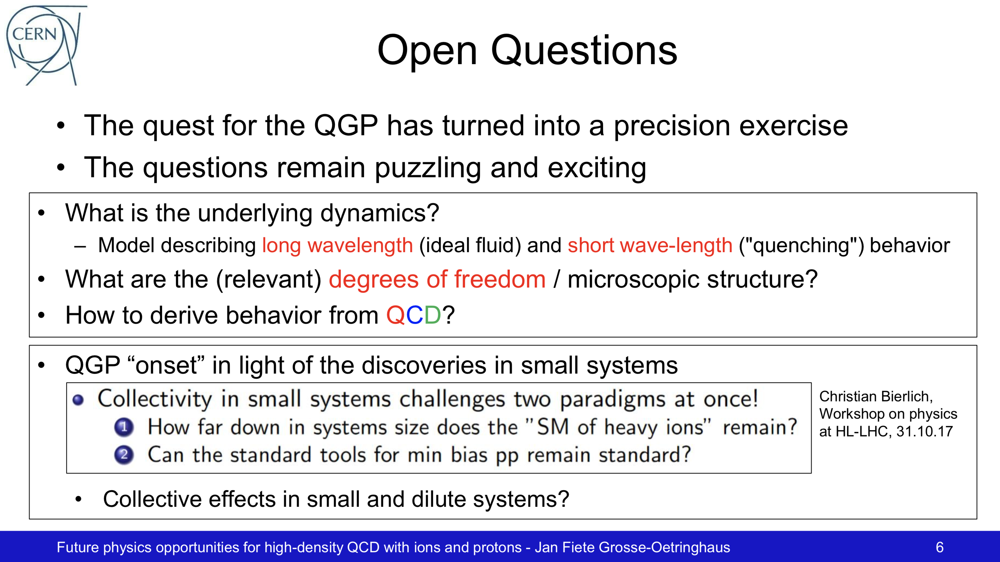 CERN
Open Questions
• The quest for the QGP has turned into a precision exercise
• The questions remain puzzling and exciting
• What is the underlying dynamics?
– Model describing long wavelength (ideal fluid) and short wave-length ("quenching") behavior
• What are the (relevant) degrees of freedom / microscopic structure?
• How to derive behavior from QCD?
• QGP “onset” in light of the discoveries in small systems
• Collectivity in small systems challenges two paradigms at once!
1 How far down in systems size does the ”SM of heavy ions” remain?
2 Can the standard tools for min bias pp remain standard?
Christian Bierlich,
Workshop on physics
at HL-LHC, 31.10.17
• Collective effects in small and dilute systems?
Future physics opportunities for high-density QCD with ions and protons - Jan Fiete Grosse-Oetringhaus
6